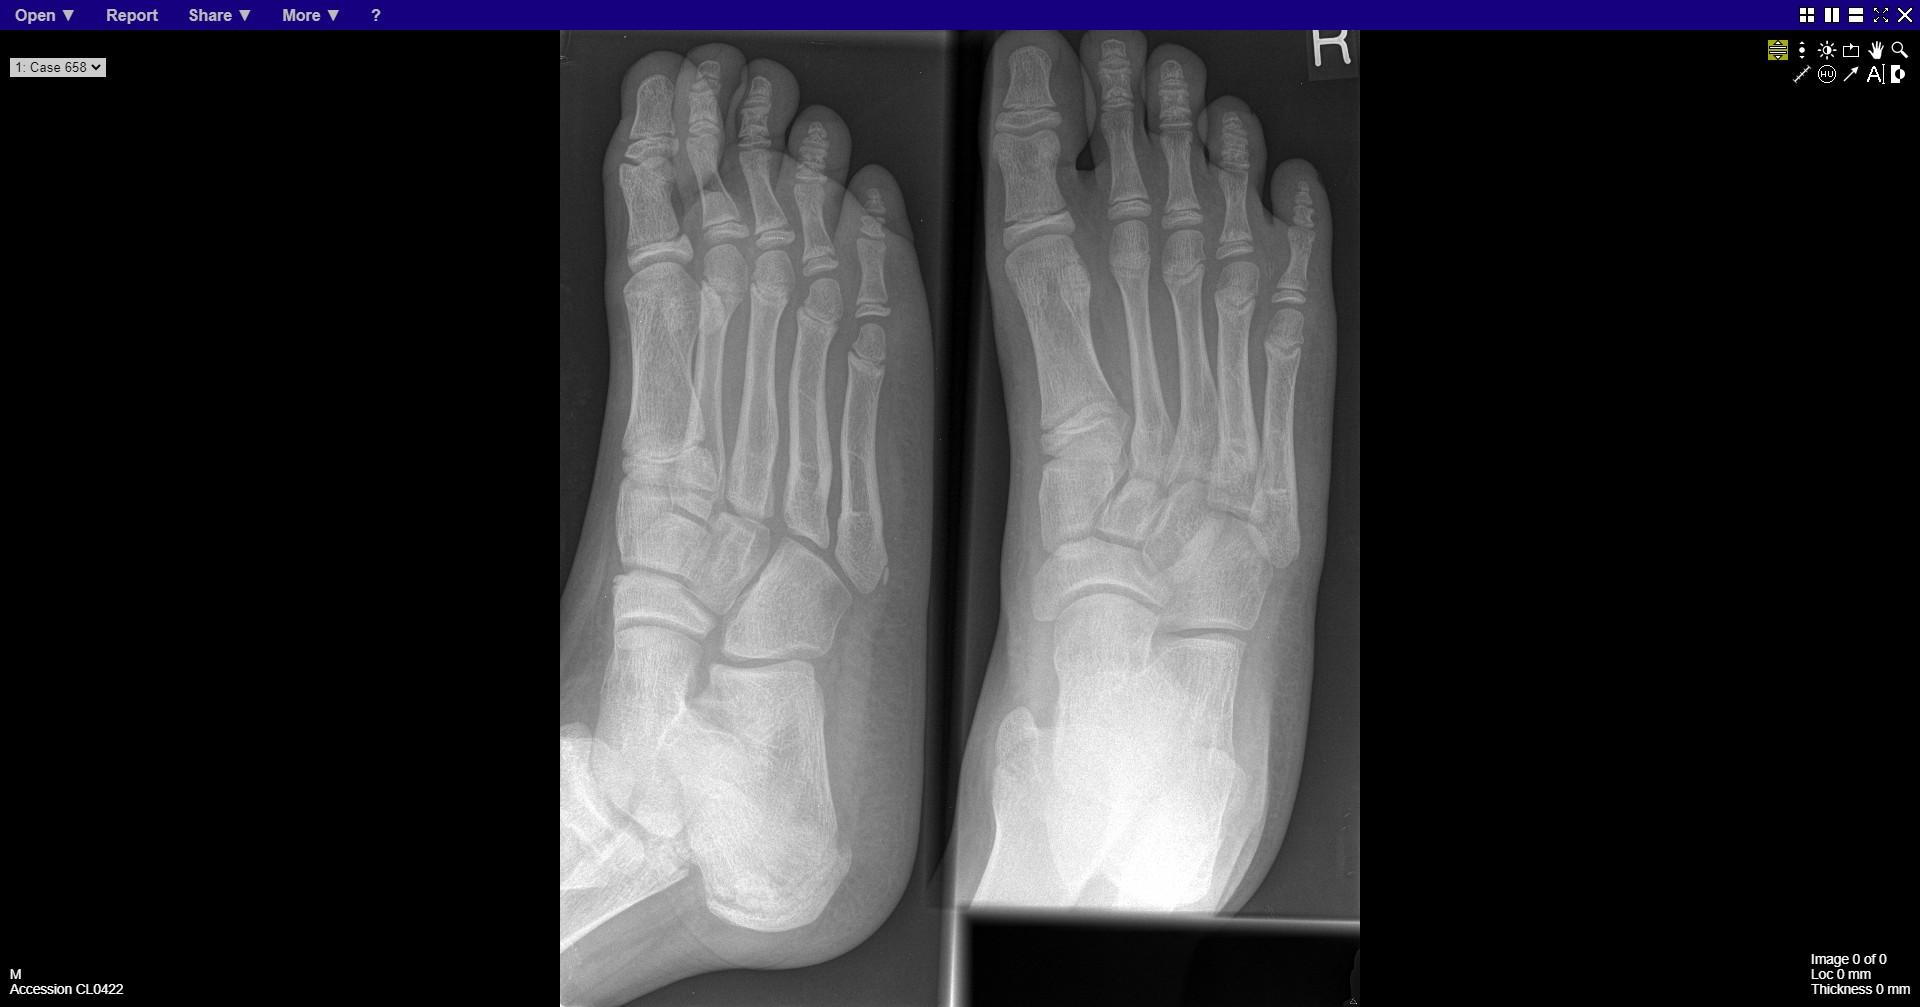 Open ▼ Report Share ▼ More ▼ ?
1: Case 658
R
HU
A
M
Accession CL0422
Image 0 of 0
Loc 0 mm
Thickness 0 mm